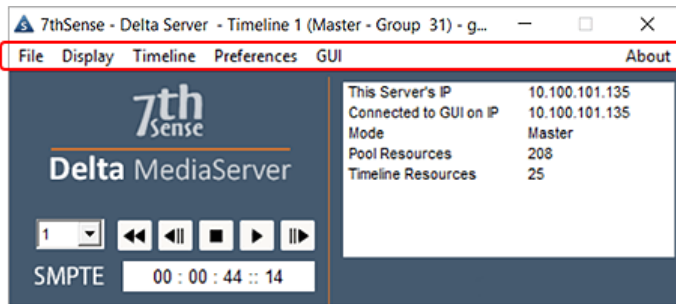 7thSense - Delta Server - Timeline 1 (Master - Group 31) - g...
File Display Timeline Preferences GUI About
7th
Sense
Delta MediaServer
1
SMPTE 00 : 00 : 44 :: 14
This Server's IP 10.100.101.135
Connected to GUI on IP 10.100.101.135
Mode Master
Pool Resources 208
Timeline Resources 25